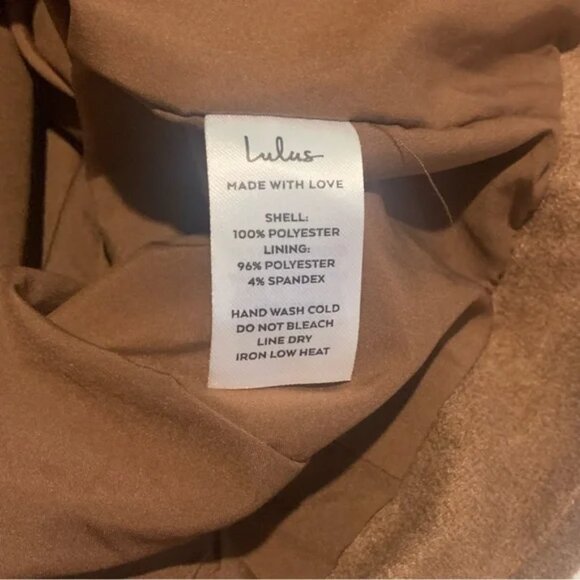 Lulus
MADE WITH LOVE
SHELL:
100% POLYESTER
LINING:
96% POLYESTER
4% SPANDEX
HAND WASH COLD
DO NOT BLEACH
LINE DRY
IRON LOW HEAT